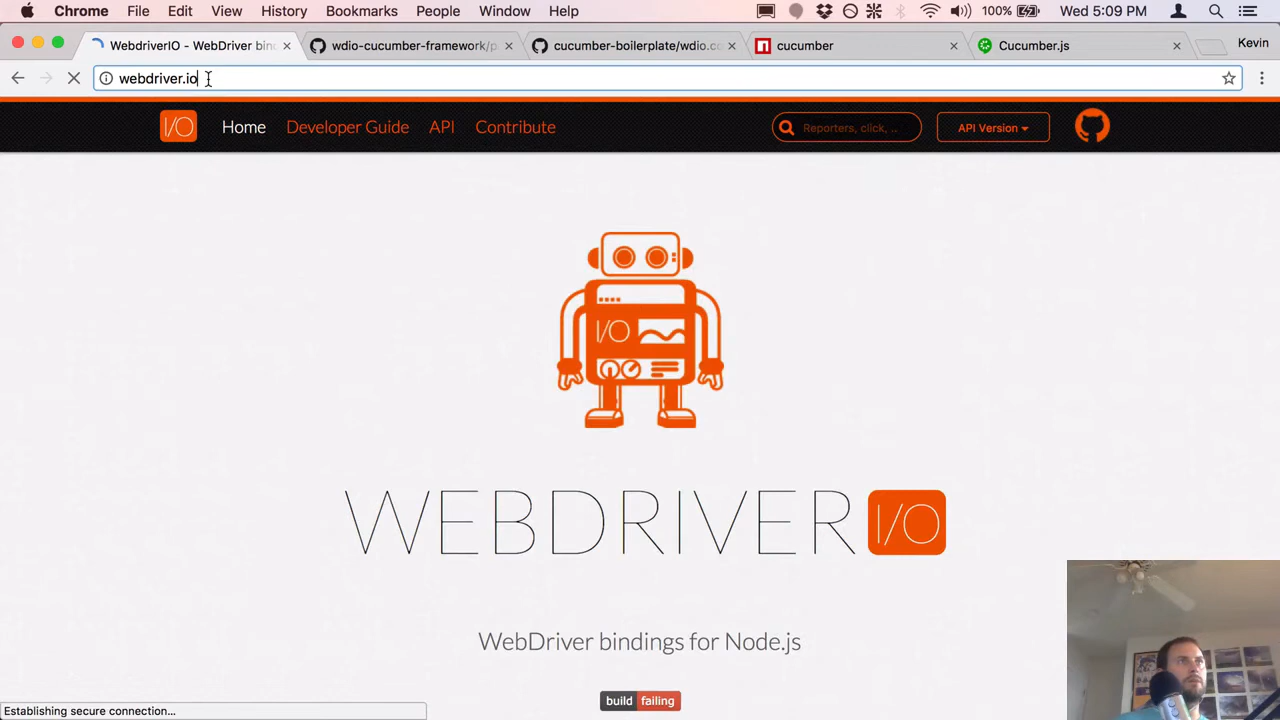 Chrome File Edit View History Bookmarks People Window Help 100% Wed 5:09 PM
WebdriverIO - WebDriver bin wdio-cucumber-framework/p cucumber-boilerplate/wdio.co cucumber Cucumber.js Kevin
webdriver.io
I/O Home Developer Guide API Contribute Reporters, click, .. API Version
I/O
WEBDRIVER I/O
WebDriver bindings for Node.js
build failing
Establishing secure connection...